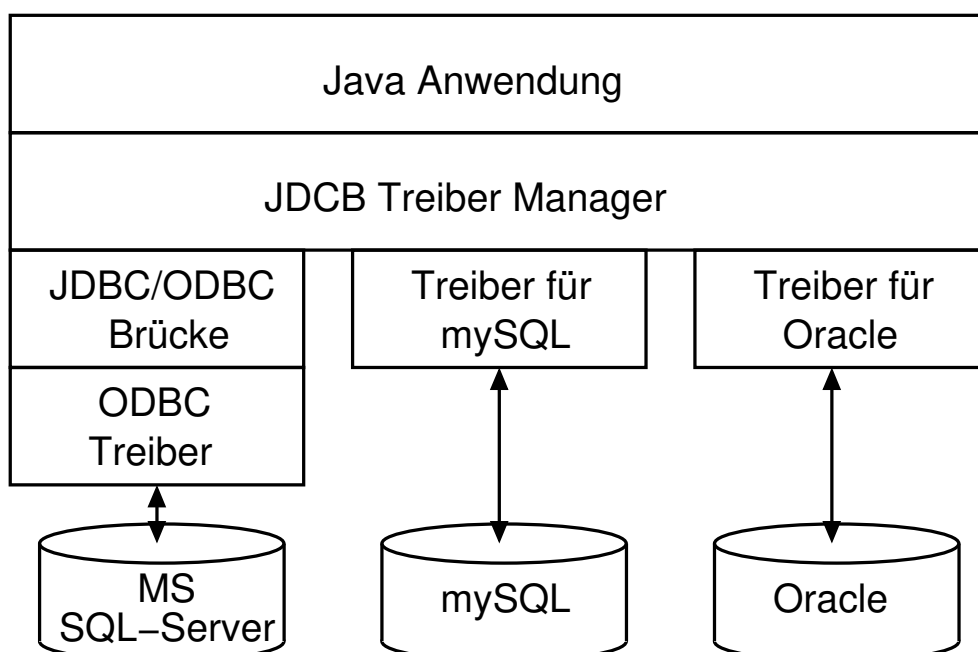 Java Anwendung
JDCB Treiber Manager
JDBC/ODBC
Brücke
Treiber für
mySQL
Treiber für
Oracle
ODBC
Treiber
MS
SQL−Server
mySQL
Oracle